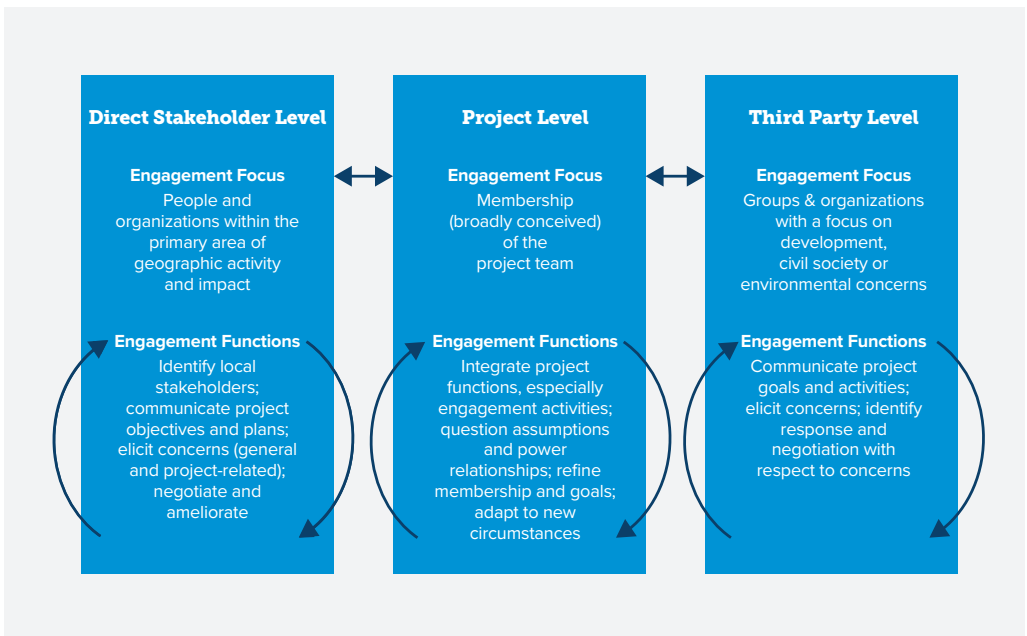 Direct Stakeholder Level
Engagement Focus
People and
organizations within the
primary area of
geographic activity
and impact
Engagement Functions
Identify local
stakeholders;
communicate project
objectives and plans;
elicit concerns (general
and project-related);
negotiate and
ameliorate
Project Level
Engagement Focus
Membership
(broadly conceived)
of the
project team
Engagement Functions
Integrate project
functions, especially
engagement activities;
question assumptions
and power
relationships; refine
membership and goals;
adapt to new
circumstances
Third Party Level
Engagement Focus
Groups & organizations
with a focus on
development,
civil society or
environmental concerns
Engagement Functions
Communicate project
goals and activities;
elicit concerns; identify
response and
negotiation with
respect to concerns